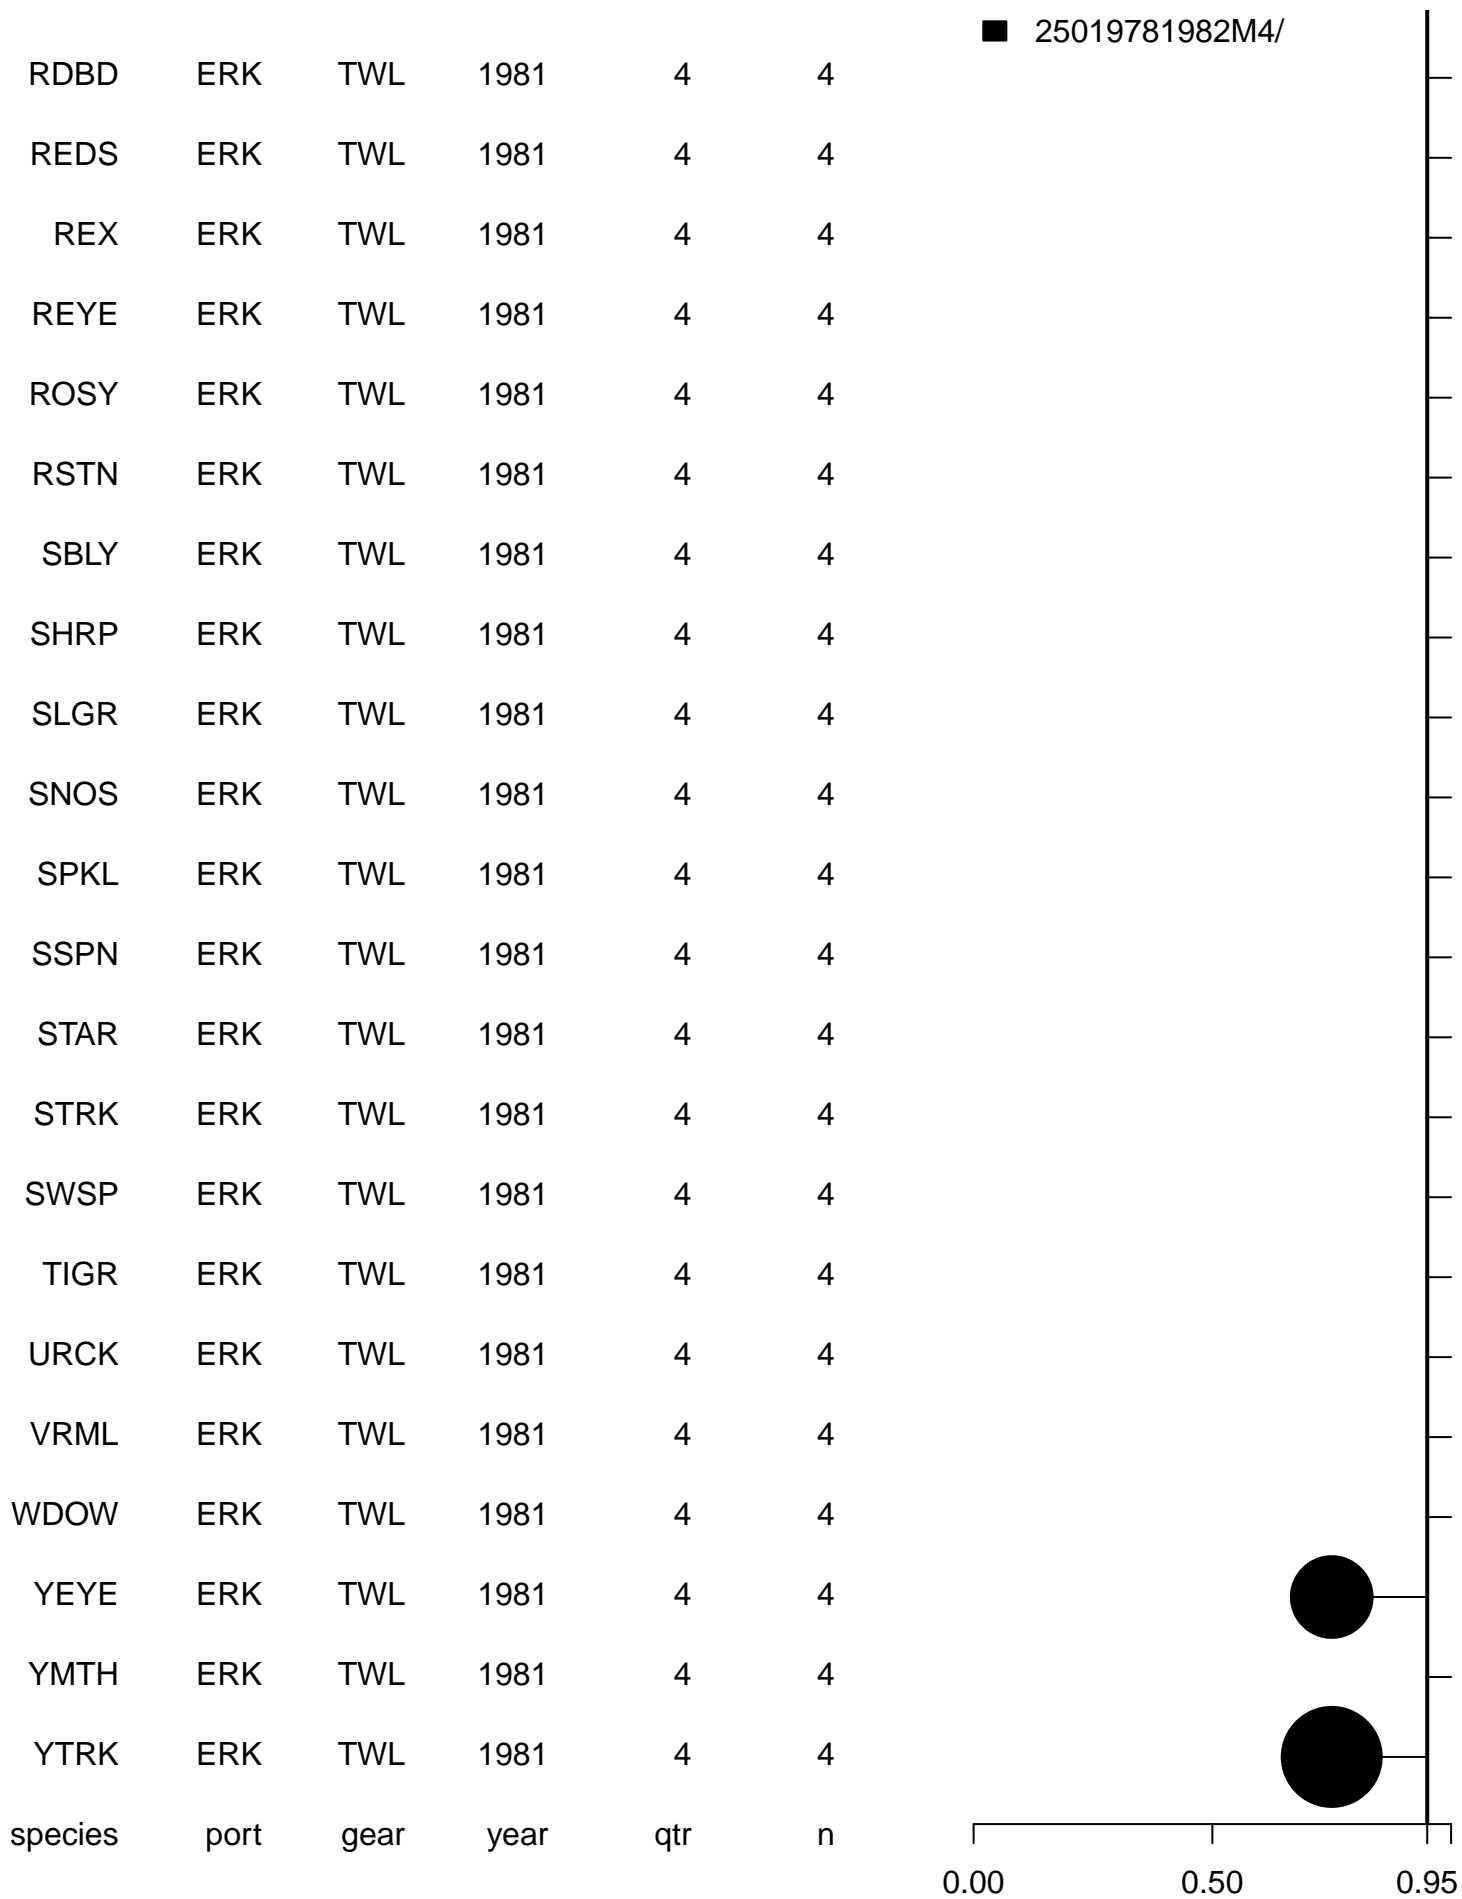 25019781982M4/
RDBD ERK TWL 1981 4 4
REDS ERK TWL 1981 4 4
REX ERK TWL 1981 4 4
REYE ERK TWL 1981 4 4
ROSY ERK TWL 1981 4 4
RSTN ERK TWL 1981 4 4
SBLY ERK TWL 1981 4 4
SHRP ERK TWL 1981 4 4
SLGR ERK TWL 1981 4 4
SNOS ERK TWL 1981 4 4
SPKL ERK TWL 1981 4 4
SSPN ERK TWL 1981 4 4
STAR ERK TWL 1981 4 4
STRK ERK TWL 1981 4 4
SWSP ERK TWL 1981 4 4
TIGR ERK TWL 1981 4 4
URCK ERK TWL 1981 4 4
VRML ERK TWL 1981 4 4
WDOW ERK TWL 1981 4 4
YEYE ERK TWL 1981 4 4
YMTH ERK TWL 1981 4 4
YTRK ERK TWL 1981 4 4
species port gear year qtr n
0.00 0.50 0.95